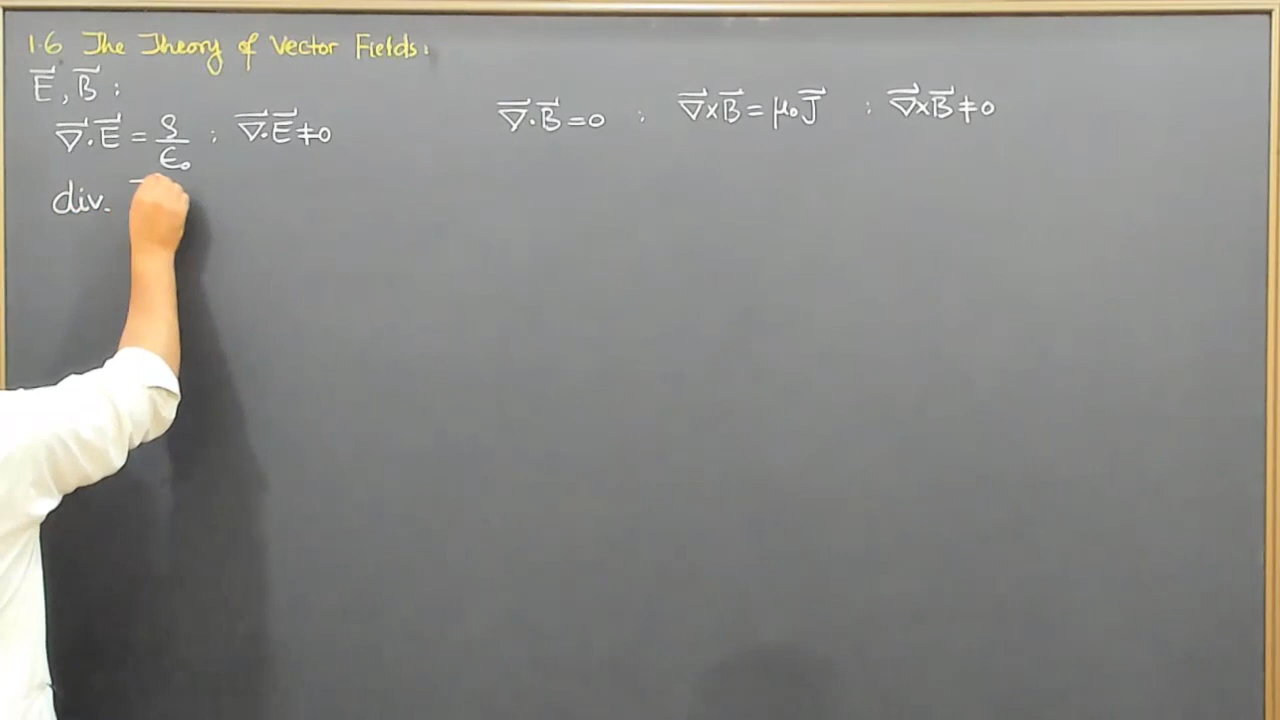 1.6 The Theory of Vector Fields:
E⃗, B⃗ :
∇⃗·E⃗ = ρ/ϵ₀ ; ∇⃗·E⃗ ≠ 0
∇⃗·B⃗ = 0 ; ∇⃗×B⃗ = μ₀J⃗ ; ∇⃗×B⃗ ≠ 0
div.